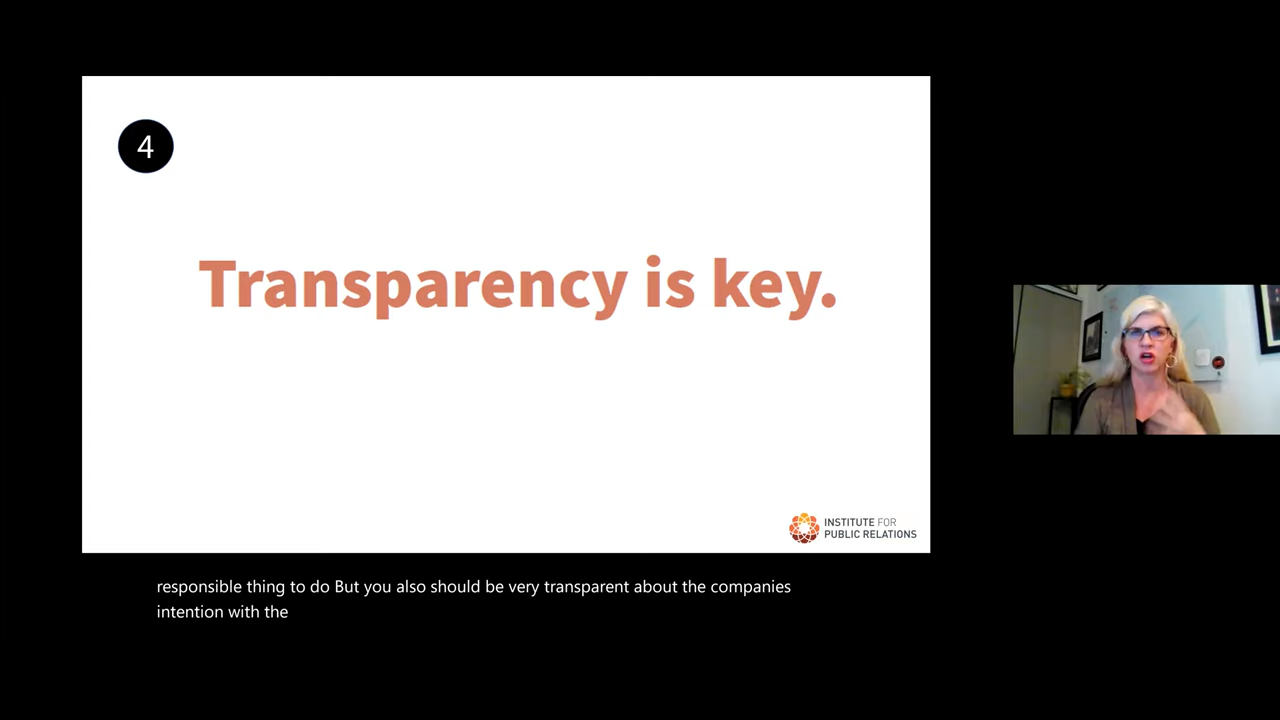 4
Transparency is key.
INSTITUTE FOR
PUBLIC RELATIONS
responsible thing to do But you also should be very transparent about the companies
intention with the